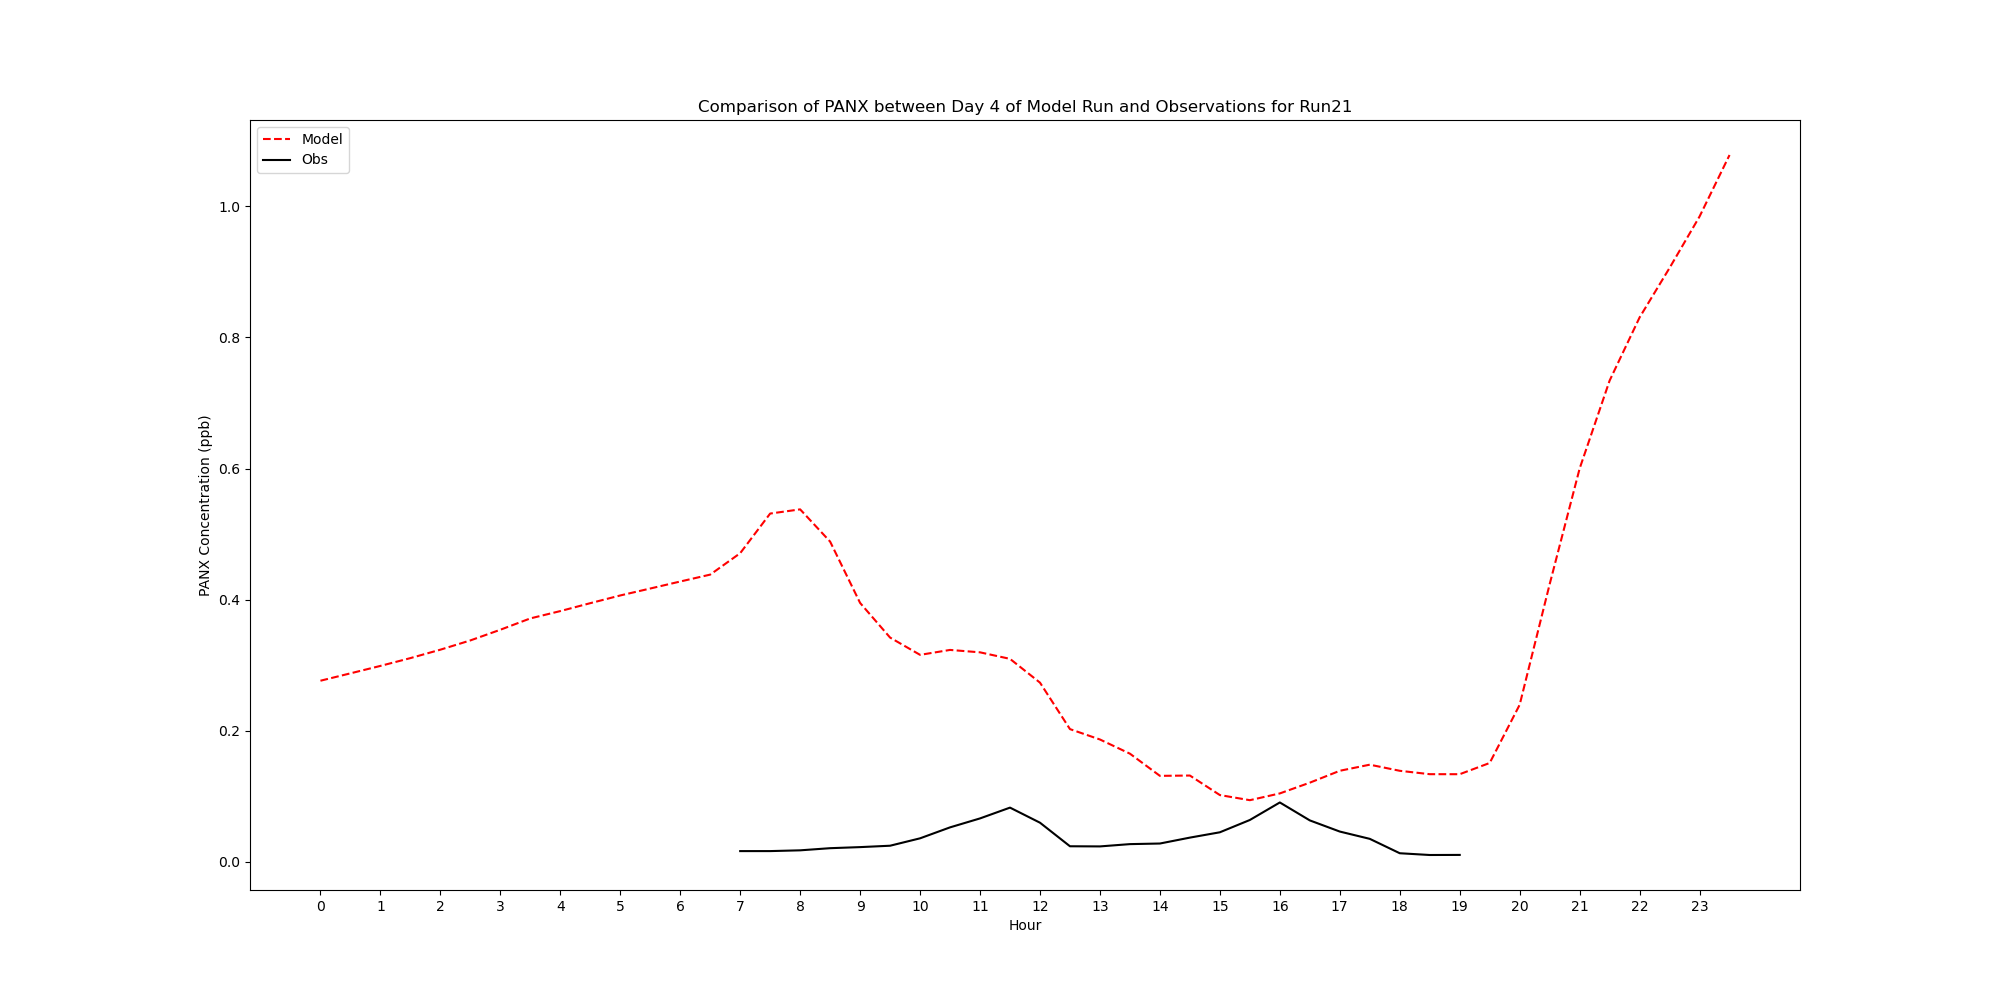 Comparison of PANX between Day 4 of Model Run and Observations for Run21
Model
Obs
PANX Concentration (ppb)
1.0
0.8
0.6
0.4
0.2
0.0
0 1 2 3 4 5 6 7 8 9 10 11 12 13 14 15 16 17 18 19 20 21 22 23
Hour